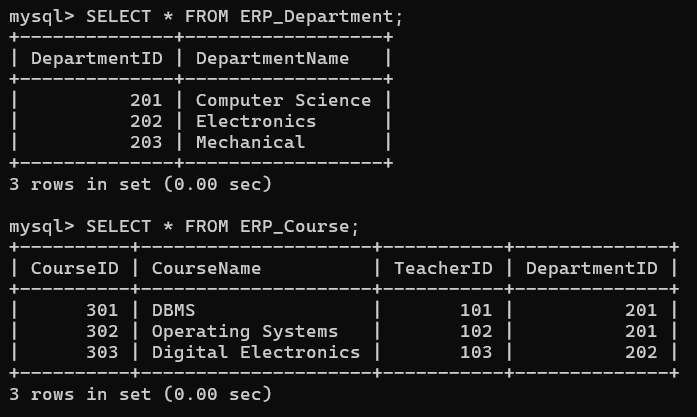 mysql> SELECT * FROM ERP_Department;
+--------------+------------------+
| DepartmentID | DepartmentName   |
+--------------+------------------+
|          201 | Computer Science |
|          202 | Electronics      |
|          203 | Mechanical       |
+--------------+------------------+
3 rows in set (0.00 sec)

mysql> SELECT * FROM ERP_Course;
+----------+---------------------+-----------+--------------+
| CourseID | CourseName          | TeacherID | DepartmentID |
+----------+---------------------+-----------+--------------+
|      301 | DBMS                |       101 |          201 |
|      302 | Operating Systems   |       102 |          201 |
|      303 | Digital Electronics |       103 |          202 |
+----------+---------------------+-----------+--------------+
3 rows in set (0.00 sec)